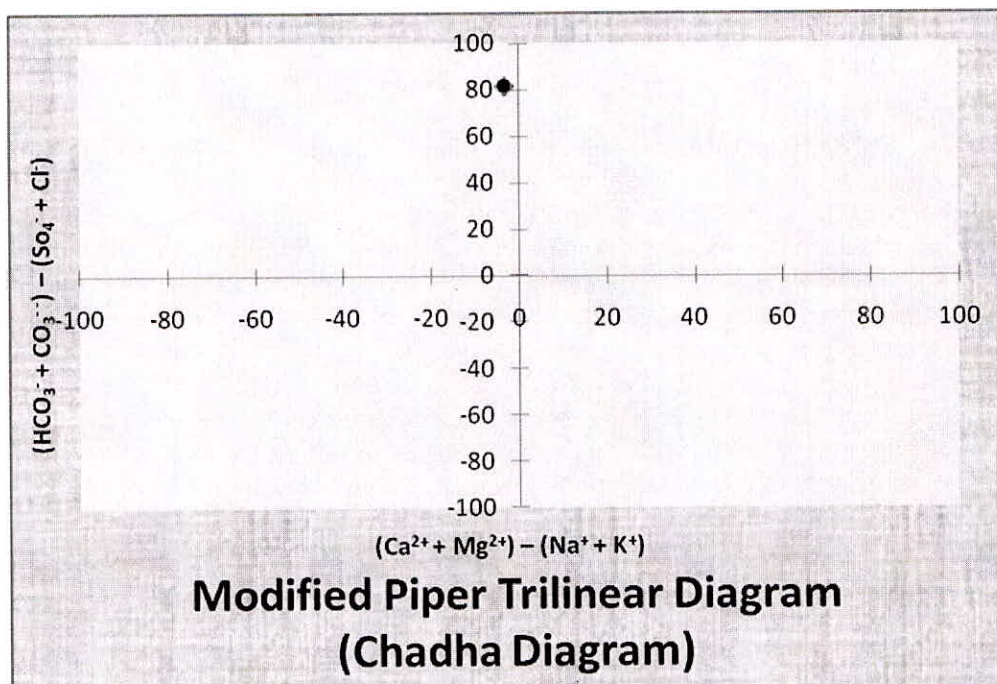 100
80
60
40
20
0
-100 -80 -60 -40 -20 -20 0 20 40 60 80 100
-40
-60
-80
-100
(HCO₃⁻ + CO₃⁻⁻) – (So₄⁻ + Cl⁻)
(Ca²⁺ + Mg²⁺) – (Na⁺ + K⁺)
Modified Piper Trilinear Diagram
(Chadha Diagram)